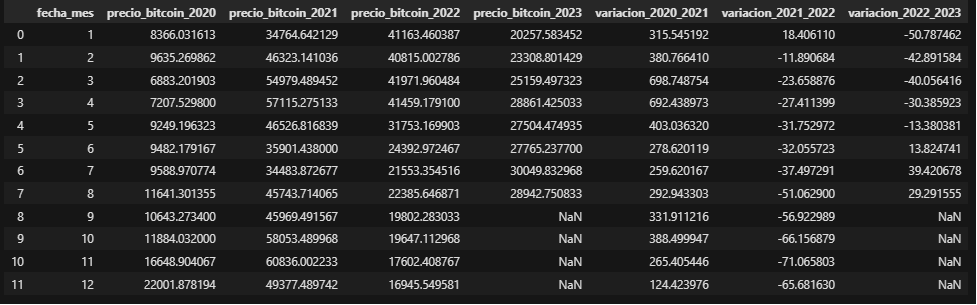 fecha_mes precio_bitcoin_2020 precio_bitcoin_2021 precio_bitcoin_2022 precio_bitcoin_2023 variacion_2020_2021 variacion_2021_2022 variacion_2022_2023
0 1 8366.031613 34764.642129 41163.460387 20257.583452 315.545192 18.406110 -50.787462
1 2 9635.269862 46323.141036 40815.002786 23308.801429 380.766410 -11.890684 -42.891584
2 3 6883.201903 54979.489452 41971.960484 25159.497323 698.748754 -23.658876 -40.056416
3 4 7207.529800 57115.275133 41459.179100 28861.425033 692.438973 -27.411399 -30.385923
4 5 9249.196323 46526.816839 31753.169903 27504.474935 403.036320 -31.752972 -13.380381
5 6 9482.179167 35901.438000 24392.972467 27765.237700 278.620119 -32.055723 13.824741
6 7 9588.970774 34483.872677 21553.354516 30049.832968 259.620167 -37.497291 39.420678
7 8 11641.301355 45743.714065 22385.646871 28942.750833 292.943303 -51.062900 29.291555
8 9 10643.273400 45969.491567 19802.283033 NaN 331.911216 -56.922989 NaN
9 10 11884.032000 58053.489968 19647.112968 NaN 388.499947 -66.156879 NaN
10 11 16648.904067 60836.002233 17602.408767 NaN 265.405446 -71.065803 NaN
11 12 22001.878194 49377.489742 16945.549581 NaN 124.423976 -65.681630 NaN